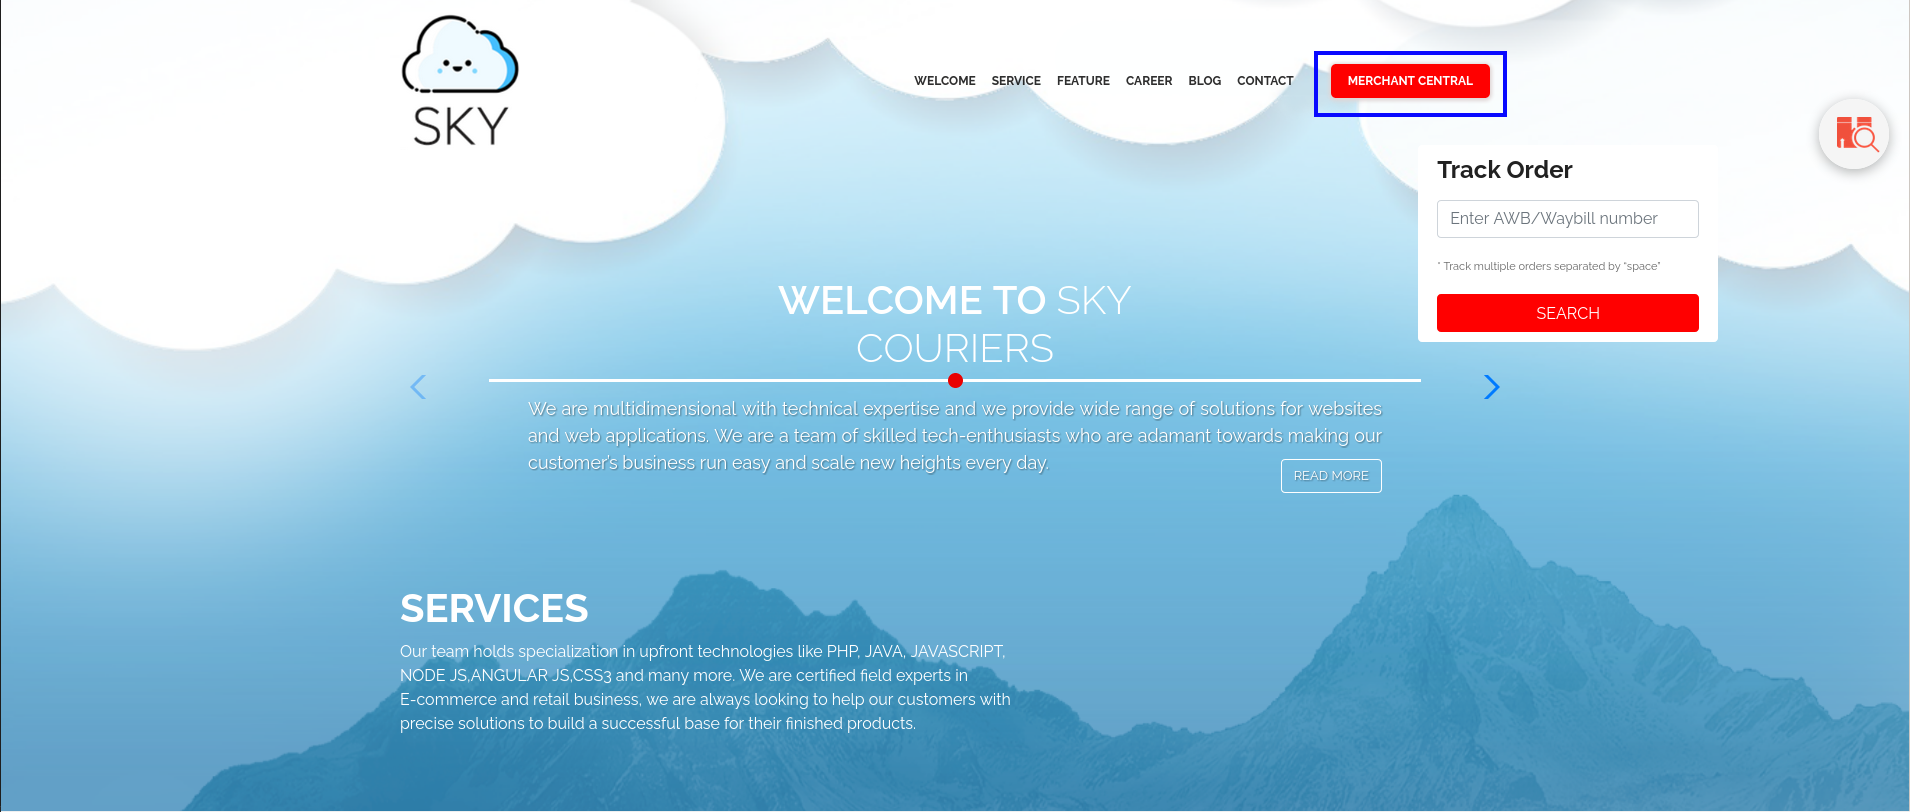 SKY
WELCOME SERVICE FEATURE CAREER BLOG CONTACT MERCHANT CENTRAL
Track Order
Enter AWB/Waybill number
* Track multiple orders separated by "space"
SEARCH
WELCOME TO SKY
COURIERS
We are multidimensional with technical expertise and we provide wide range of solutions for websites
and web applications. We are a team of skilled tech-enthusiasts who are adamant towards making our
customer's business run easy and scale new heights every day.
READ MORE
SERVICES
Our team holds specialization in upfront technologies like PHP, JAVA, JAVASCRIPT,
NODE JS,ANGULAR JS,CSS3 and many more. We are certified field experts in
E-commerce and retail business, we are always looking to help our customers with
precise solutions to build a successful base for their finished products.